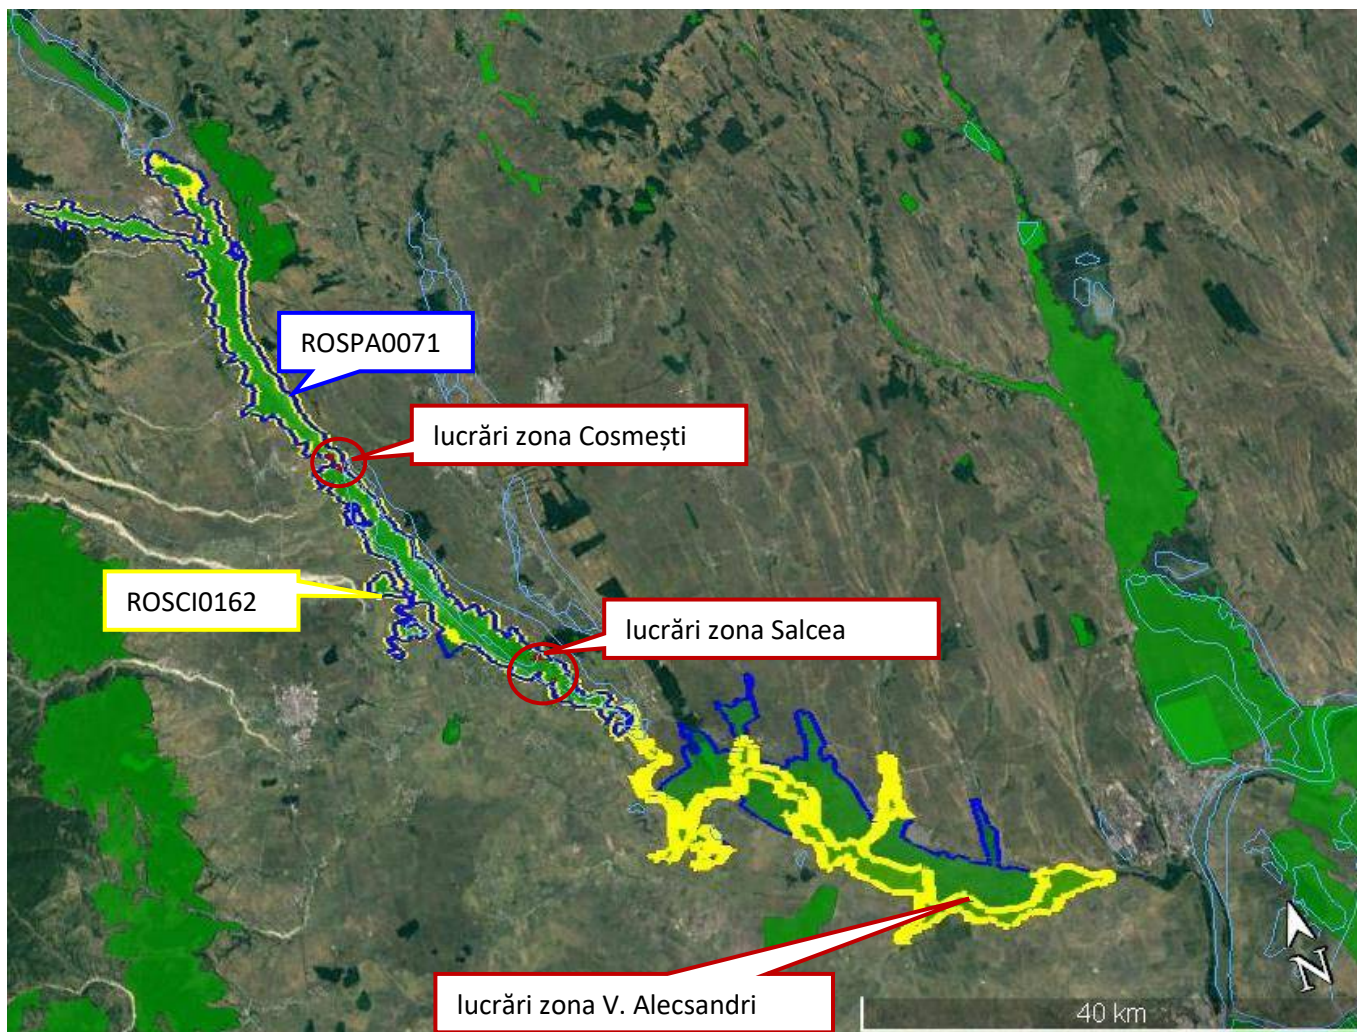 ROSPA0071
lucrări zona Cosmești
ROSCI0162
lucrări zona Salcea
lucrări zona V. Alecsandri
40 km
N